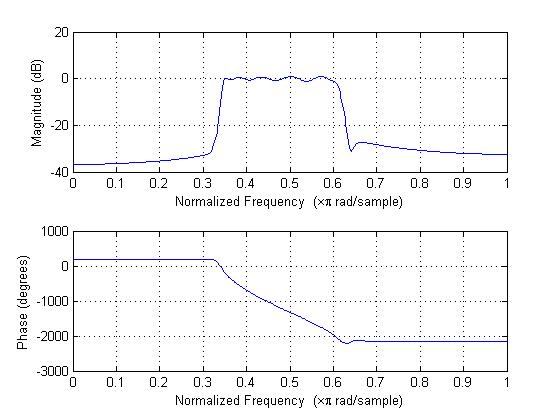 20
0
-20
-40
Magnitude (dB)
0 0.1 0.2 0.3 0.4 0.5 0.6 0.7 0.8 0.9 1
Normalized Frequency (×π rad/sample)
1000
0
-1000
-2000
-3000
Phase (degrees)
0 0.1 0.2 0.3 0.4 0.5 0.6 0.7 0.8 0.9 1
Normalized Frequency (×π rad/sample)